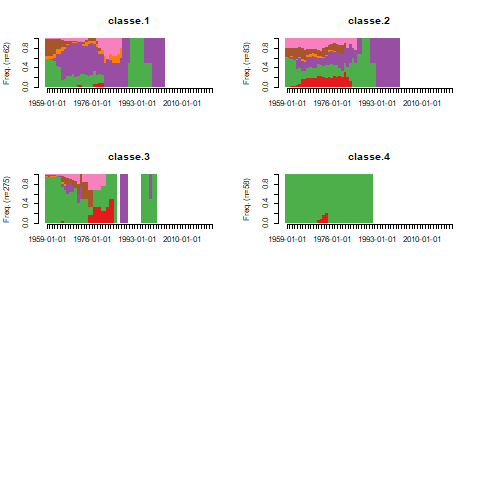 classe.1
Freq. (n=62)
0.0 0.4 0.8
1959-01-01 1976-01-01 1993-01-01 2010-01-01
classe.2
Freq. (n=83)
0.0 0.4 0.8
1959-01-01 1976-01-01 1993-01-01 2010-01-01
classe.3
Freq. (n=275)
0.0 0.4 0.8
1959-01-01 1976-01-01 1993-01-01 2010-01-01
classe.4
Freq. (n=58)
0.0 0.4 0.8
1959-01-01 1976-01-01 1993-01-01 2010-01-01